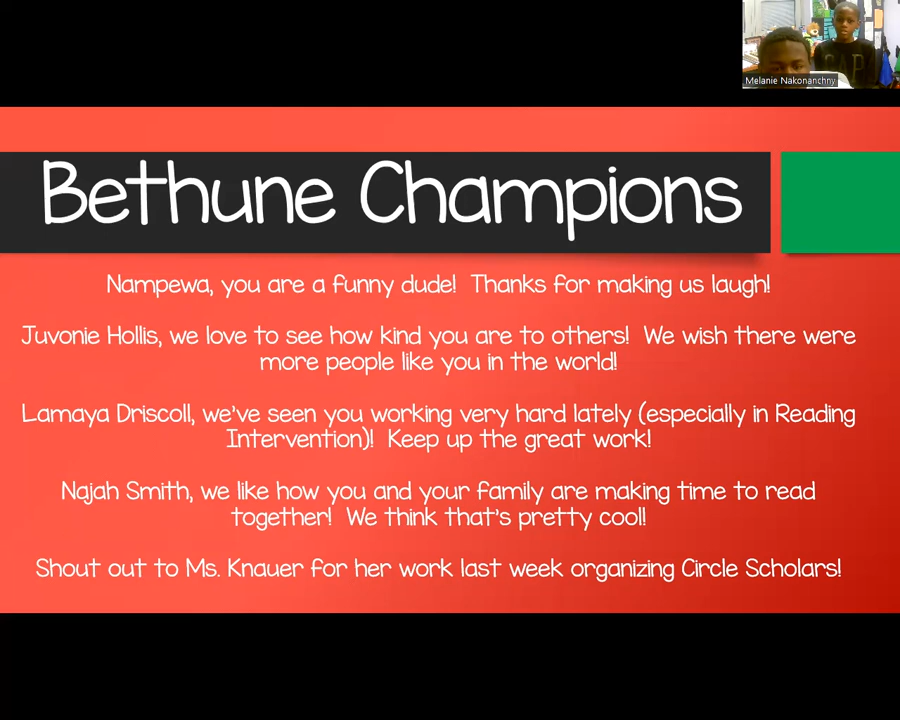 Melanie Nakonanchny
Bethune Champions
Nampewa, you are a funny dude! Thanks for making us laugh!
Juvonie Hollis, we love to see how kind you are to others! We wish there were
more people like you in the world!
Lamaya Driscoll, we've seen you working very hard lately (especially in Reading
Intervention)! Keep up the great work!
Najah Smith, we like how you and your family are making time to read
together! We think that's pretty cool!
Shout out to Ms. Knauer for her work last week organizing Circle Scholars!